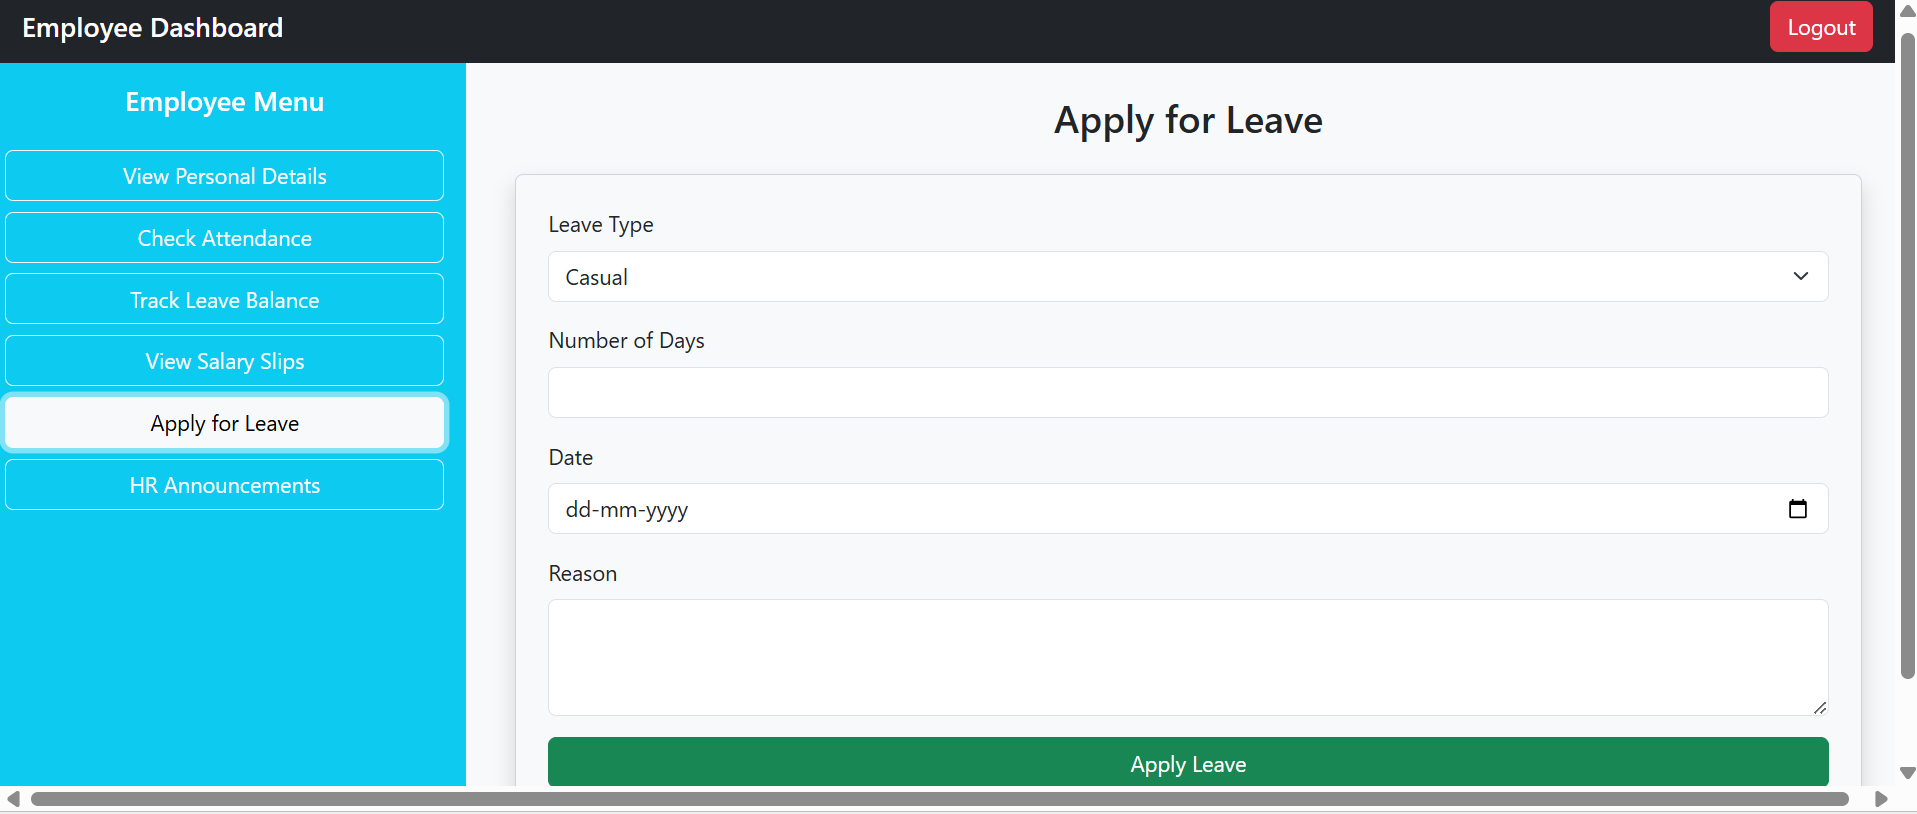 Employee Dashboard
Logout
Employee Menu
View Personal Details
Check Attendance
Track Leave Balance
View Salary Slips
Apply for Leave
HR Announcements
Apply for Leave
Leave Type
Casual
Number of Days
Date
dd-mm-yyyy
Reason
Apply Leave